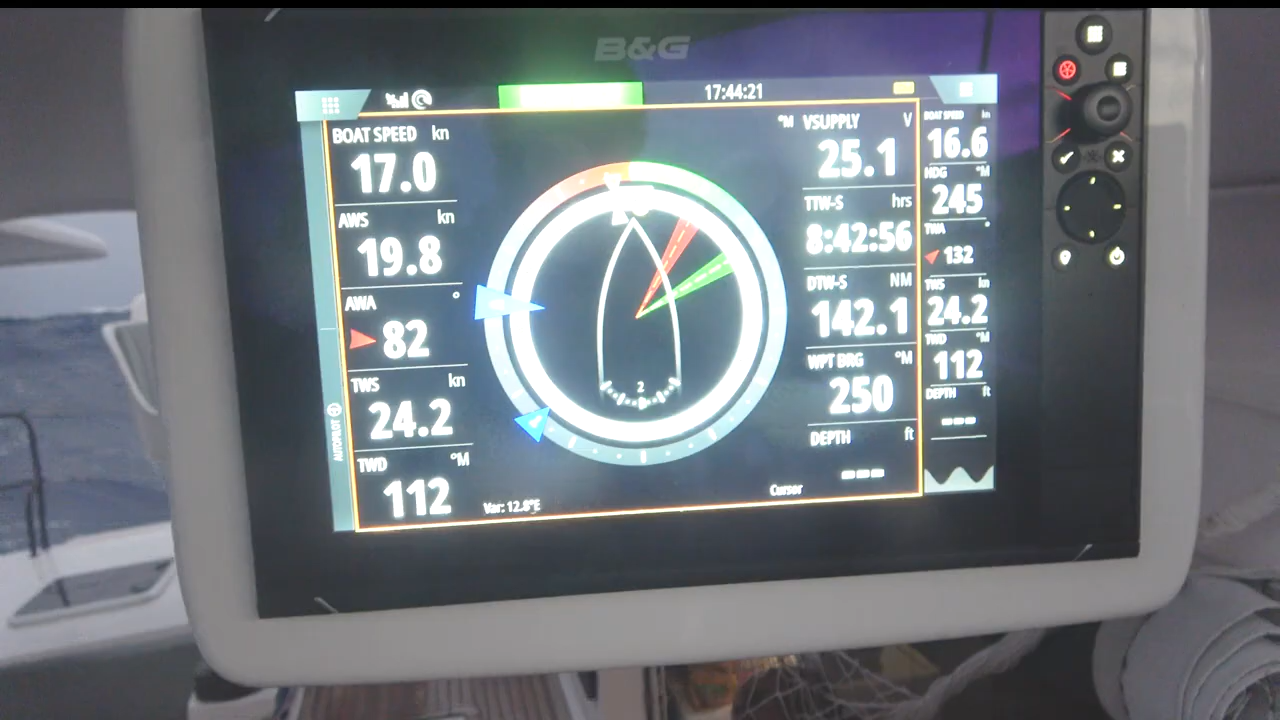 B&G
17:44:21
BOAT SPEED kn
17.0
AWS kn
19.8
AWA °
82
TWS kn
24.2
TWD °M
112
AUTOPILOT
2
Var: 12.8°E
Cursor
°M
VSUPPLY V
25.1
TTW-S hrs
8:42:56
DTW-S NM
142.1
WPT BRG °M
250
DEPTH ft
---
BOAT SPEED kn
16.6
HDG °M
245
TWA °
132
TWS kn
24.2
TWD °M
112
DEPTH ft
---